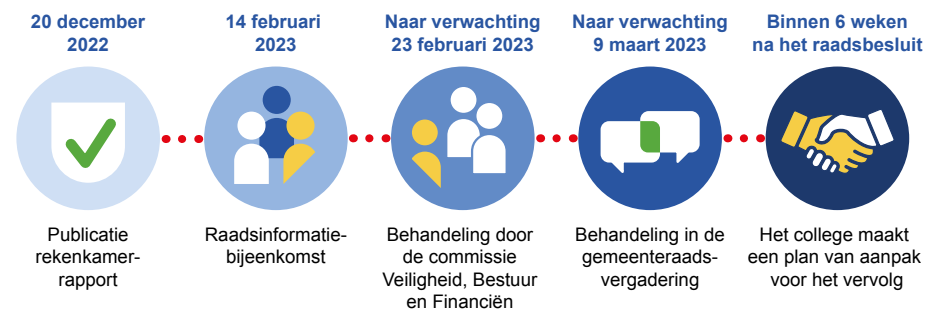 20 december
2022
Publicatie
rekenkamer-
rapport
14 februari
2023
Raadsinformatie-
bijeenkomst
Naar verwachting
23 februari 2023
Behandeling door
de commissie
Veiligheid, Bestuur
en Financiën
Naar verwachting
9 maart 2023
Behandeling in de
gemeenteraads-
vergadering
Binnen 6 weken
na het raadsbesluit
Het college maakt
een plan van aanpak
voor het vervolg